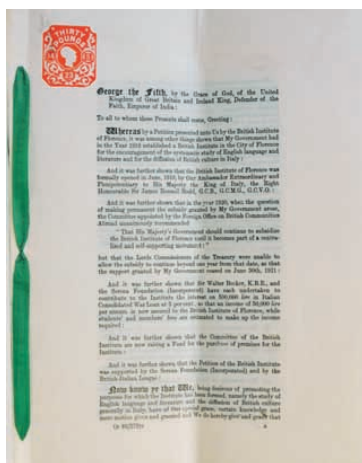 THIRTY
POUNDS
George the Fifth, by the Grace of God, of the United
Kingdom of Great Britain and Ireland King, Defender of the
Faith, Emperor of India:
To all to whom these Presents shall come, Greeting:
Whereas by a Petition presented unto Us by the British Institute
of Florence, it was among other things shown that My Government had
in the Year 1918 established a British Institute in the City of Florence
for the encouragement of the systematic study of English language and
literature and for the diffusion of British culture in Italy:
And it was further shown that the British Institute of Florence was
formally opened in June, 1918, by Our Ambassador Extraordinary and
Plenipotentiary to His Majesty the King of Italy, the Right
Honourable Sir James Rennell Rodd, G.C.B., G.C.M.G., G.C.V.O.:
And it was further shown that in the year 1920, when the question
of making permanent the subsidy granted by My Government arose,
the Committee appointed by the Foreign Office on British Communities
Abroad unanimously recommended
"That His Majesty's Government should continue to subsidise
the British Institute of Florence until it becomes part of a centra-
lised and self-supporting movement:"
but that the Lords Commissioners of the Treasury were unable to
allow the subsidy to continue beyond one year from that date, so that
the support granted by My Government ceased on June 30th, 1921:
And it was further shown that Sir Walter Becker, K.B.E., and
the Serena Foundation (Incorporated) have each undertaken to
contribute to the Institute the interest on 500,000 lire in Italian
Consolidated War Loan at 5 per cent. so that an income of 50,000 lire
per annum, is now assured to the British Institute of Florence, while
students' and members' fees are estimated to make up the income
required:
And it was further shown that the Committee of the British
Institute are now raising a Fund for the purchase of premises for the
Institute:
And it was further shown that the Petition of the British Institute
was supported by the Serena Foundation (Incorporated) and by the
British-Italian League:
Now know ye that We, being desirous of promoting the
purposes for which the Institute has been formed, namely the study of
English language and literature and the diffusion of British culture
generally in Italy, have of Our special grace, certain knowledge and
mere motion given and granted and We do hereby give and grant that
A